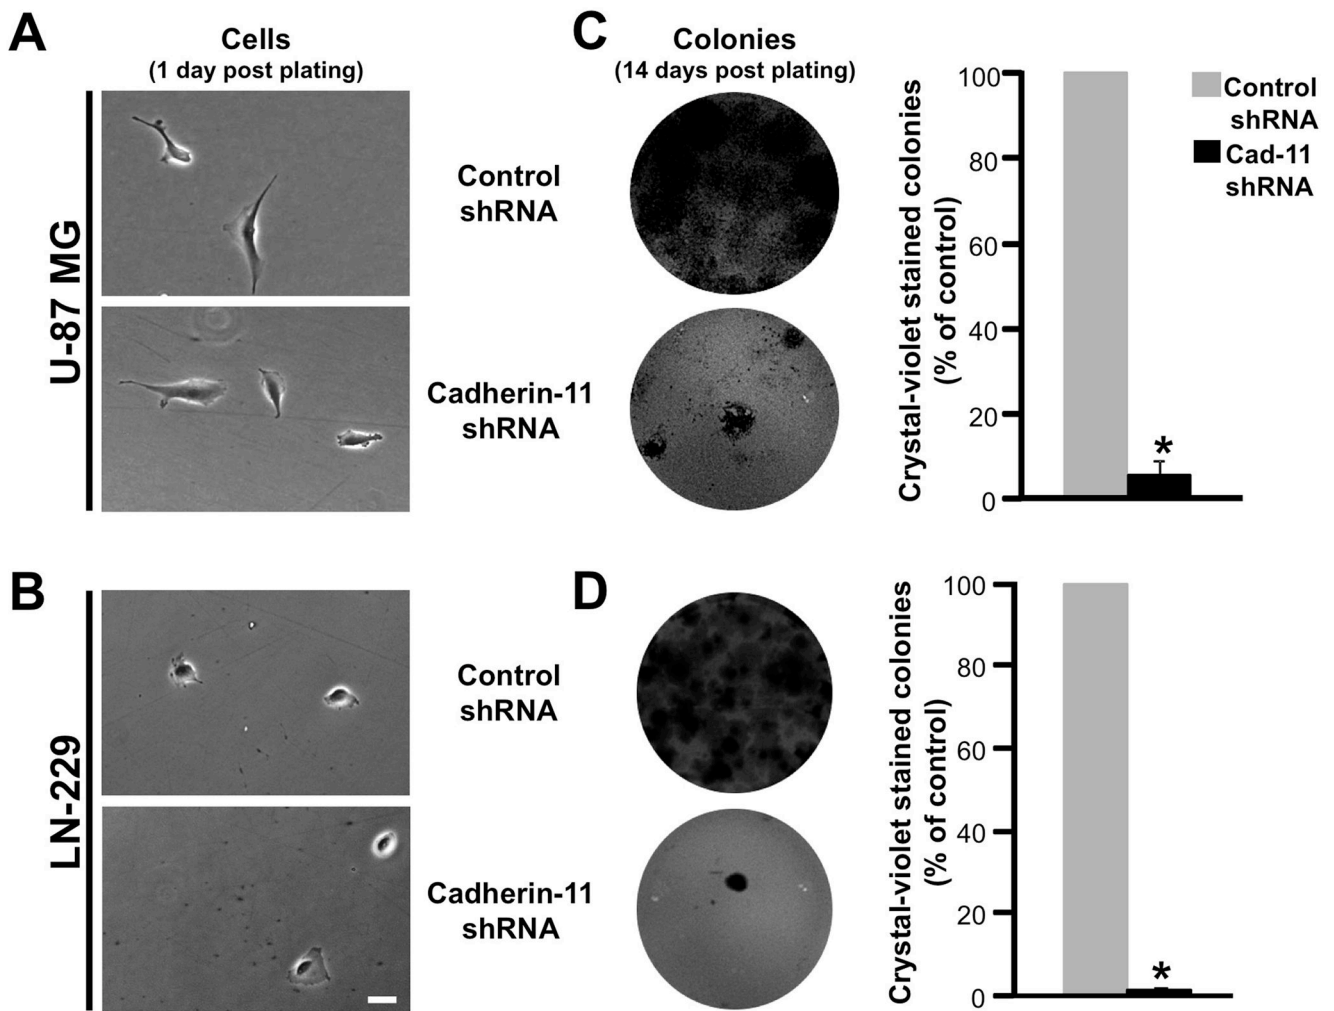 A
Cells
(1 day post plating)
U-87 MG
Control
shRNA
Cadherin-11
shRNA
C
Colonies
(14 days post plating)
Crystal-violet stained colonies
(% of control)
100
80
60
40
20
0
*
Control
shRNA
Cad-11
shRNA
B
LN-229
Control
shRNA
Cadherin-11
shRNA
D
Crystal-violet stained colonies
(% of control)
100
80
60
40
20
0
*